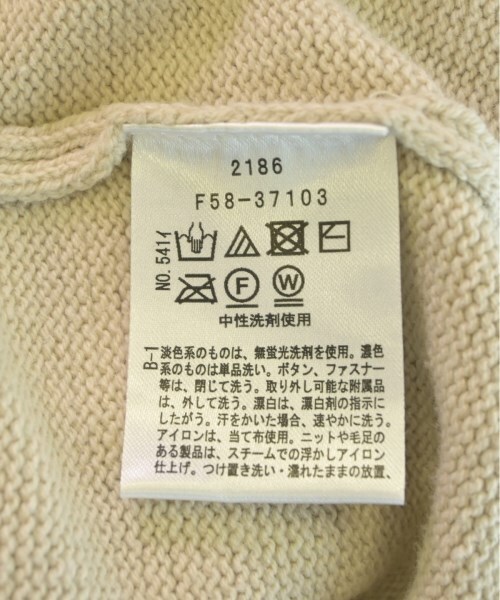 2186
F58-37103
NO. 541イ
F
W
中性洗剤使用
B-1
淡色系のものは、無蛍光洗剤を使用。濃色
系のものは単品洗い。ボタン、ファスナー
等は、閉じて洗う。取り外し可能な附属品
は、外して洗う。漂白は、漂白剤の指示に
したがう。汗をかいた場合、速やかに洗う。
アイロンは、当て布使用。ニットや毛足の
ある製品は、スチームでの浮かしアイロン
仕上げ。つけ置き洗い・濡れたままの放置、